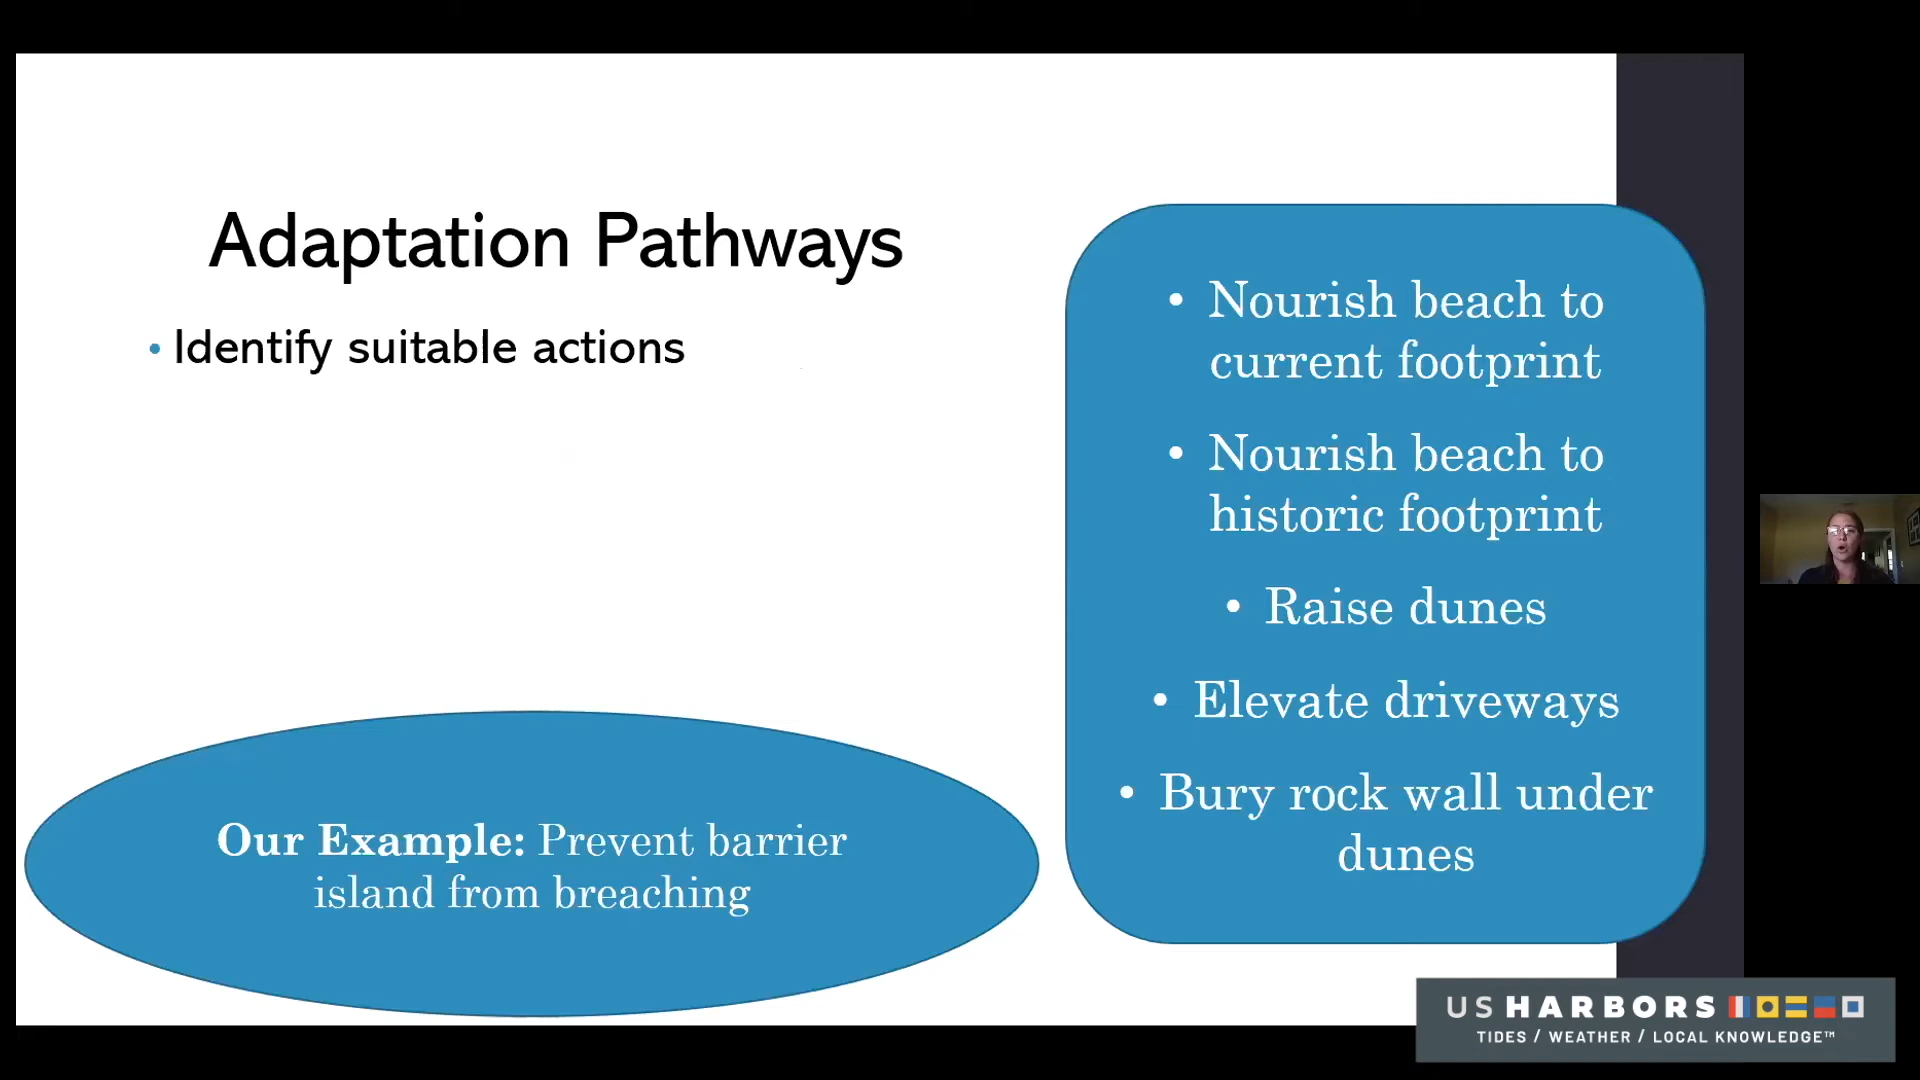 Adaptation Pathways
• Identify suitable actions
Our Example: Prevent barrier
island from breaching
• Nourish beach to
current footprint
• Nourish beach to
historic footprint
• Raise dunes
• Elevate driveways
• Bury rock wall under
dunes
US HARBORS
TIDES / WEATHER / LOCAL KNOWLEDGE™